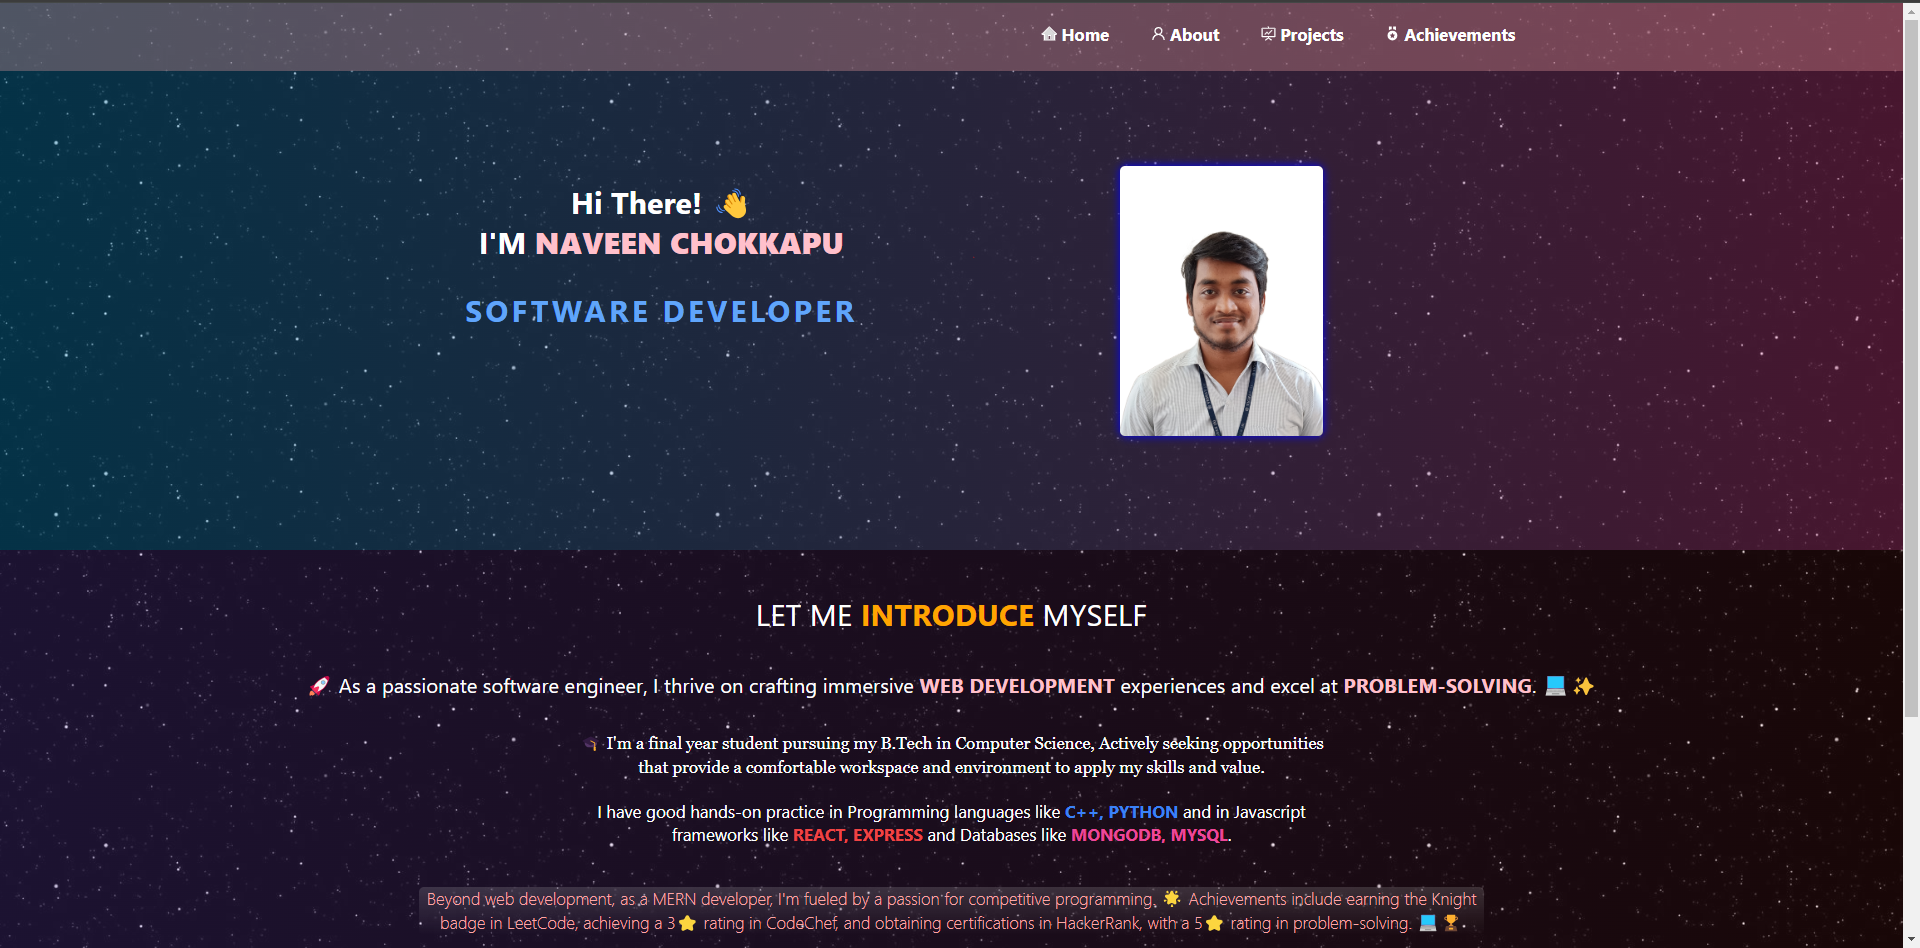 Home About Projects Achievements
Hi There! 👋
I'M NAVEEN CHOKKAPU
SOFTWARE DEVELOPER
LET ME INTRODUCE MYSELF
🚀 As a passionate software engineer, I thrive on crafting immersive WEB DEVELOPMENT experiences and excel at PROBLEM-SOLVING. 💻 ✨
🎓 I'm a final year student pursuing my B.Tech in Computer Science, Actively seeking opportunities
that provide a comfortable workspace and environment to apply my skills and value.
I have good hands-on practice in Programming languages like C++, PYTHON and in Javascript
frameworks like REACT, EXPRESS and Databases like MONGODB, MYSQL.
Beyond web development, as a MERN developer, I'm fueled by a passion for competitive programming. 🌟 Achievements include earning the Knight
badge in LeetCode, achieving a 3⭐ rating in CodeChef, and obtaining certifications in HackerRank, with a 5⭐ rating in problem-solving. 💻 🏆